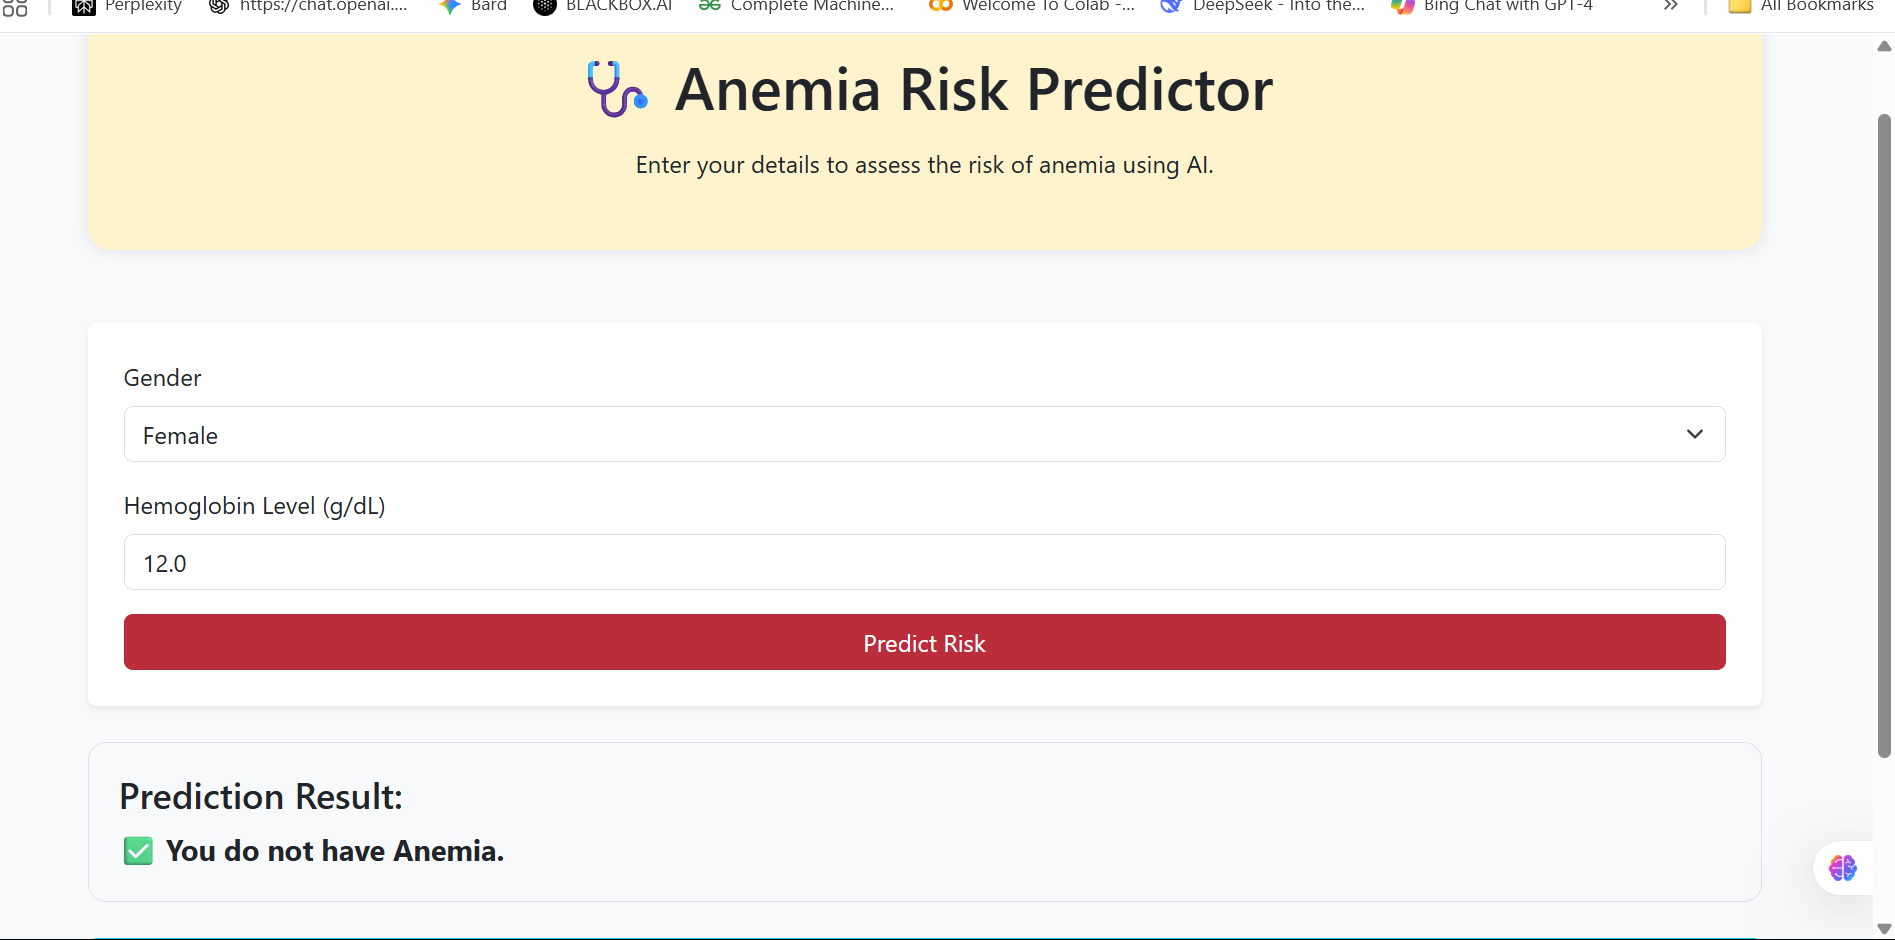 Perplexity https://chat.openai.... Bard BLACKBOX.AI Complete Machine... Welcome To Colab -... DeepSeek - Into the... Bing Chat with GPT-4 » All Bookmarks
Anemia Risk Predictor
Enter your details to assess the risk of anemia using AI.
Gender
Female
Hemoglobin Level (g/dL)
12.0
Predict Risk
Prediction Result:
✅ You do not have Anemia.